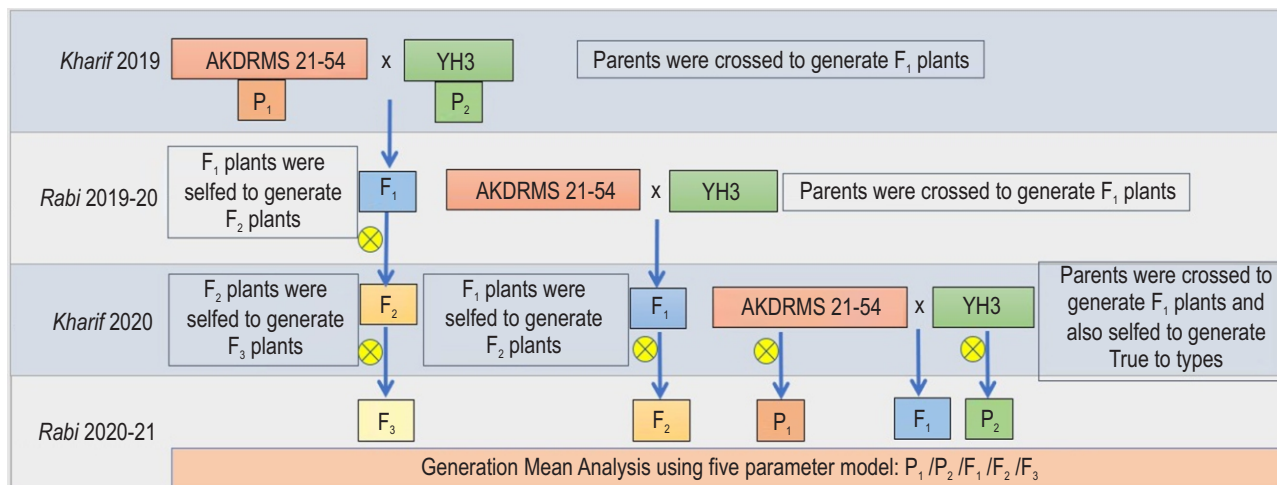 Kharif 2019
AKDRMS 21-54 x YH3
P₁ P₂
Parents were crossed to generate F₁ plants
Rabi 2019-20
F₁ plants were
selfed to generate
F₂ plants
F₁
AKDRMS 21-54 x YH3
Parents were crossed to generate F₁ plants
Kharif 2020
F₂ plants were
selfed to generate
F₃ plants
F₂
F₁ plants were
selfed to generate
F₂ plants
F₁
AKDRMS 21-54 x YH3
Parents were crossed to
generate F₁ plants and
also selfed to generate
True to types
Rabi 2020-21
F₃ F₂ P₁ F₁ P₂
Generation Mean Analysis using five parameter model: P₁ /P₂ /F₁ /F₂ /F₃